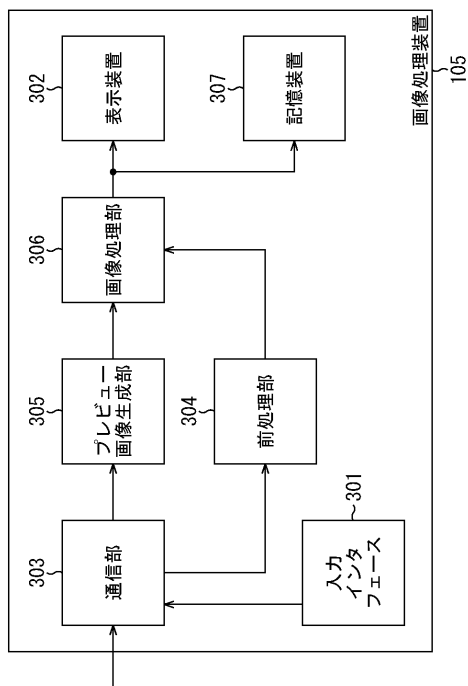 画像処理装置
105
通信部
303
プレビュー
画像生成部
305
画像処理部
306
表示装置
302
前処理部
304
記憶装置
307
入力
インタ
フェース
301